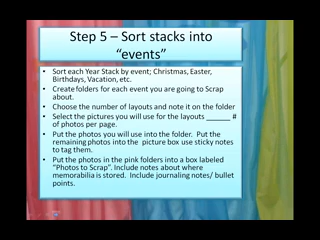 Step 5 – Sort stacks into
“events”
• Sort each Year Stack by event; Christmas, Easter,
Birthdays, Vacation, etc.
• Create folders for each event you are going to Scrap
about.
• Choose the number of layouts and note it on the folder
• Select the pictures you will use for the layouts ______ #
of photos per page.
• Put the photos you will use into the folder. Put the
remaining photos into the picture box use sticky notes
to tag them.
• Put the photos in the pink folders into a box labeled
“Photos to Scrap”. Include notes about where
memorabilia is stored. Include journaling notes/ bullet
points.